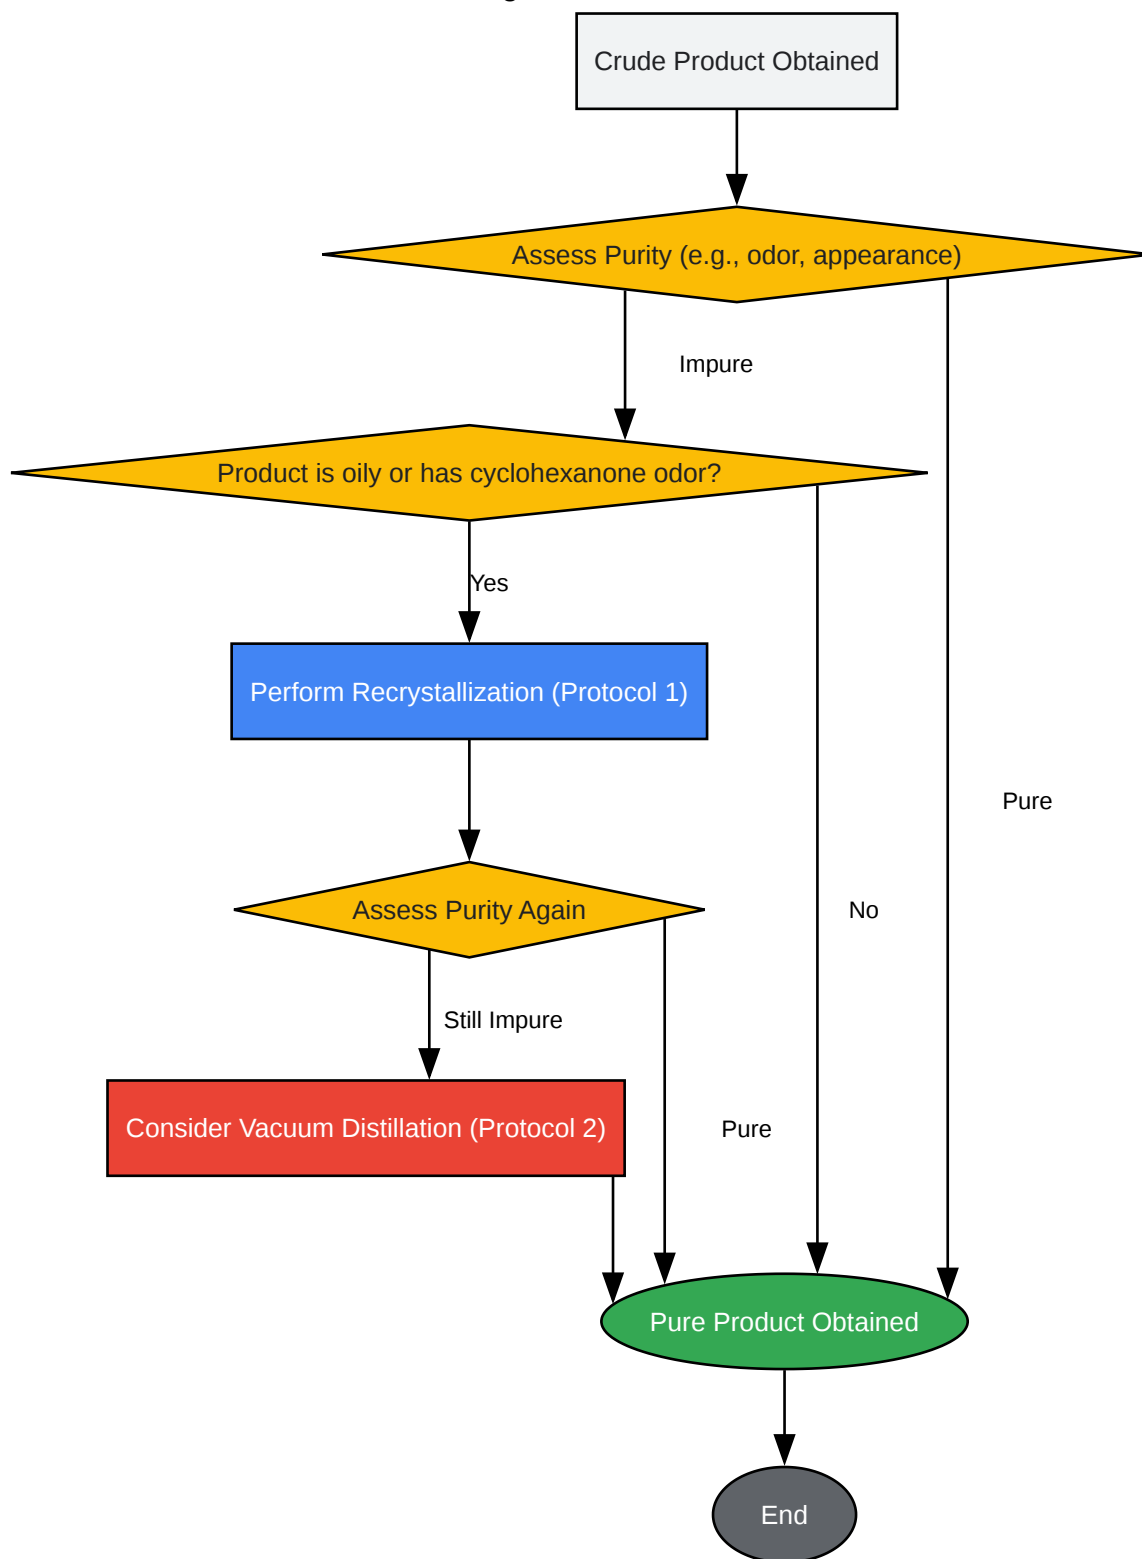 Crude Product Obtained
Assess Purity (e.g., odor, appearance)
Impure
Product is oily or has cyclohexanone odor?
Yes
Perform Recrystallization (Protocol 1)
Pure
Assess Purity Again
No
Still Impure
Consider Vacuum Distillation (Protocol 2)
Pure
Pure Product Obtained
End